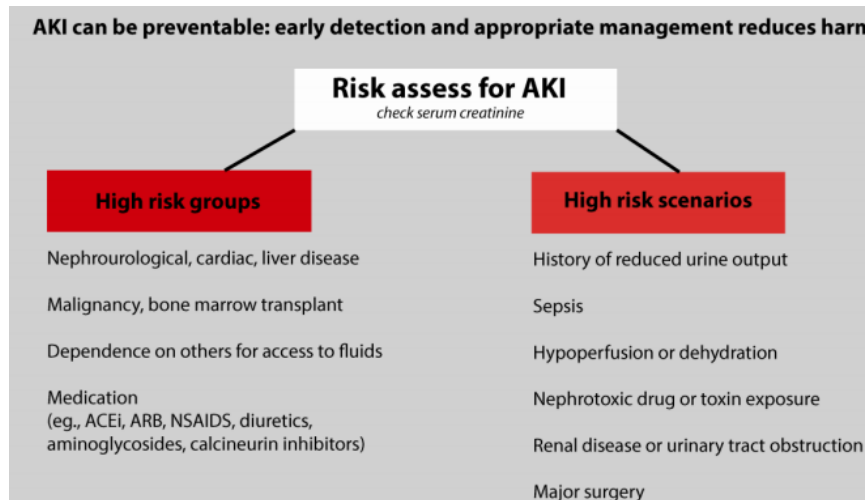 AKI can be preventable: early detection and appropriate management reduces harm
Risk assess for AKI
check serum creatinine
High risk groups
Nephrourological, cardiac, liver disease
Malignancy, bone marrow transplant
Dependence on others for access to fluids
Medication
(eg., ACEi, ARB, NSAIDS, diuretics,
aminoglycosides, calcineurin inhibitors)
High risk scenarios
History of reduced urine output
Sepsis
Hypoperfusion or dehydration
Nephrotoxic drug or toxin exposure
Renal disease or urinary tract obstruction
Major surgery